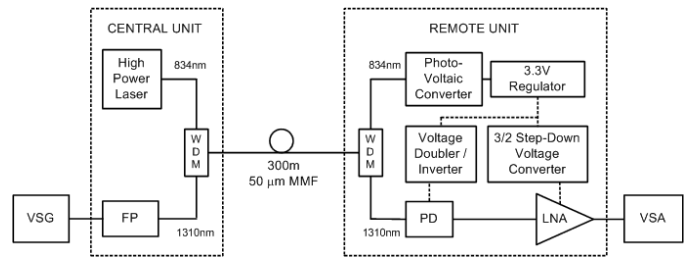 CENTRAL UNIT
REMOTE UNIT
High
Power
Laser
834nm
834nm
Photo-
Voltaic
Converter
3.3V
Regulator
W
D
M
300m
50 μm MMF
W
D
M
Voltage
Doubler /
Inverter
3/2 Step-Down
Voltage
Converter
VSG
FP
1310nm
1310nm
PD
LNA
VSA